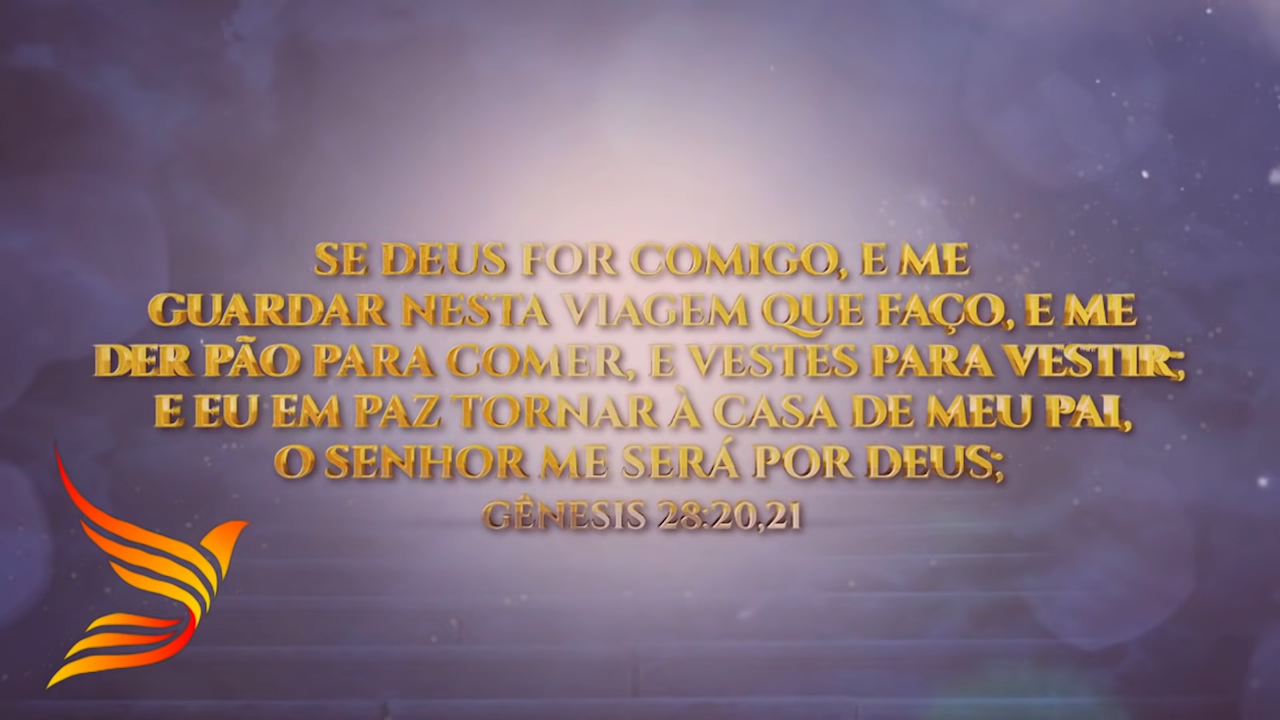 SE DEUS FOR COMIGO, E ME
GUARDAR NESTA VIAGEM QUE FAÇO, E ME
DER PÃO PARA COMER, E VESTES PARA VESTIR;
E EU EM PAZ TORNAR À CASA DE MEU PAI,
O SENHOR ME SERÁ POR DEUS;
GÊNESIS 28:20,21